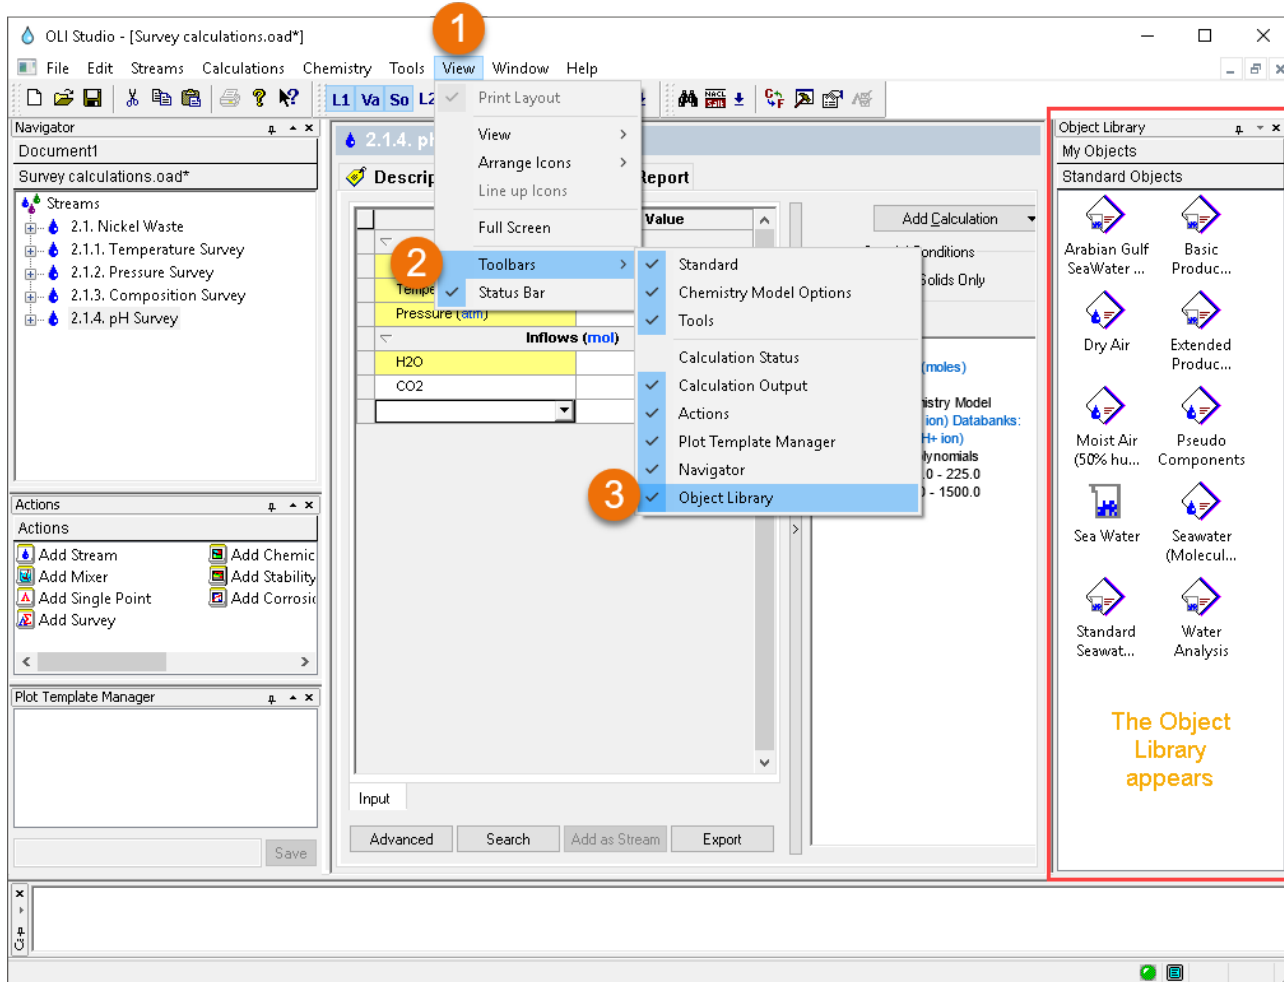 1
OLI Studio - [Survey calculations.oad*]
File Edit Streams Calculations Chemistry Tools View Window Help
L1 Va So L2
NACL
Navigator
Document1
Survey calculations.oad*
Streams
2.1. Nickel Waste
2.1.1. Temperature Survey
2.1.2. Pressure Survey
2.1.3. Composition Survey
2.1.4. pH Survey
Actions
Actions
Add Stream
Add Chemic
Add Mixer
Add Stability
Add Single Point
Add Corrosic
Add Survey
Plot Template Manager
Save
Print Layout
View
Arrange Icons
Line up Icons
Full Screen
2
Toolbars
Status Bar
Standard
Chemistry Model Options
Tools
Calculation Status
Calculation Output
Actions
Plot Template Manager
Navigator
3
Object Library
2.1.4. pH
Descrip
Report
Value
Tempe
Pressure (atm)
Inflows (mol)
H2O
CO2
Input
Advanced
Search
Add as Stream
Export
Add Calculation
onditions
Solids Only
(moles)
istry Model
ion) Databanks:
H+ ion)
lynomials
.0 - 225.0
- 1500.0
Object Library
My Objects
Standard Objects
Arabian Gulf
SeaWater ...
Basic
Produc...
Dry Air
Extended
Produc...
Moist Air
(50% hu...
Pseudo
Components
Sea Water
Seawater
(Molecul...
Standard
Seawat...
Water
Analysis
The Object
Library
appears